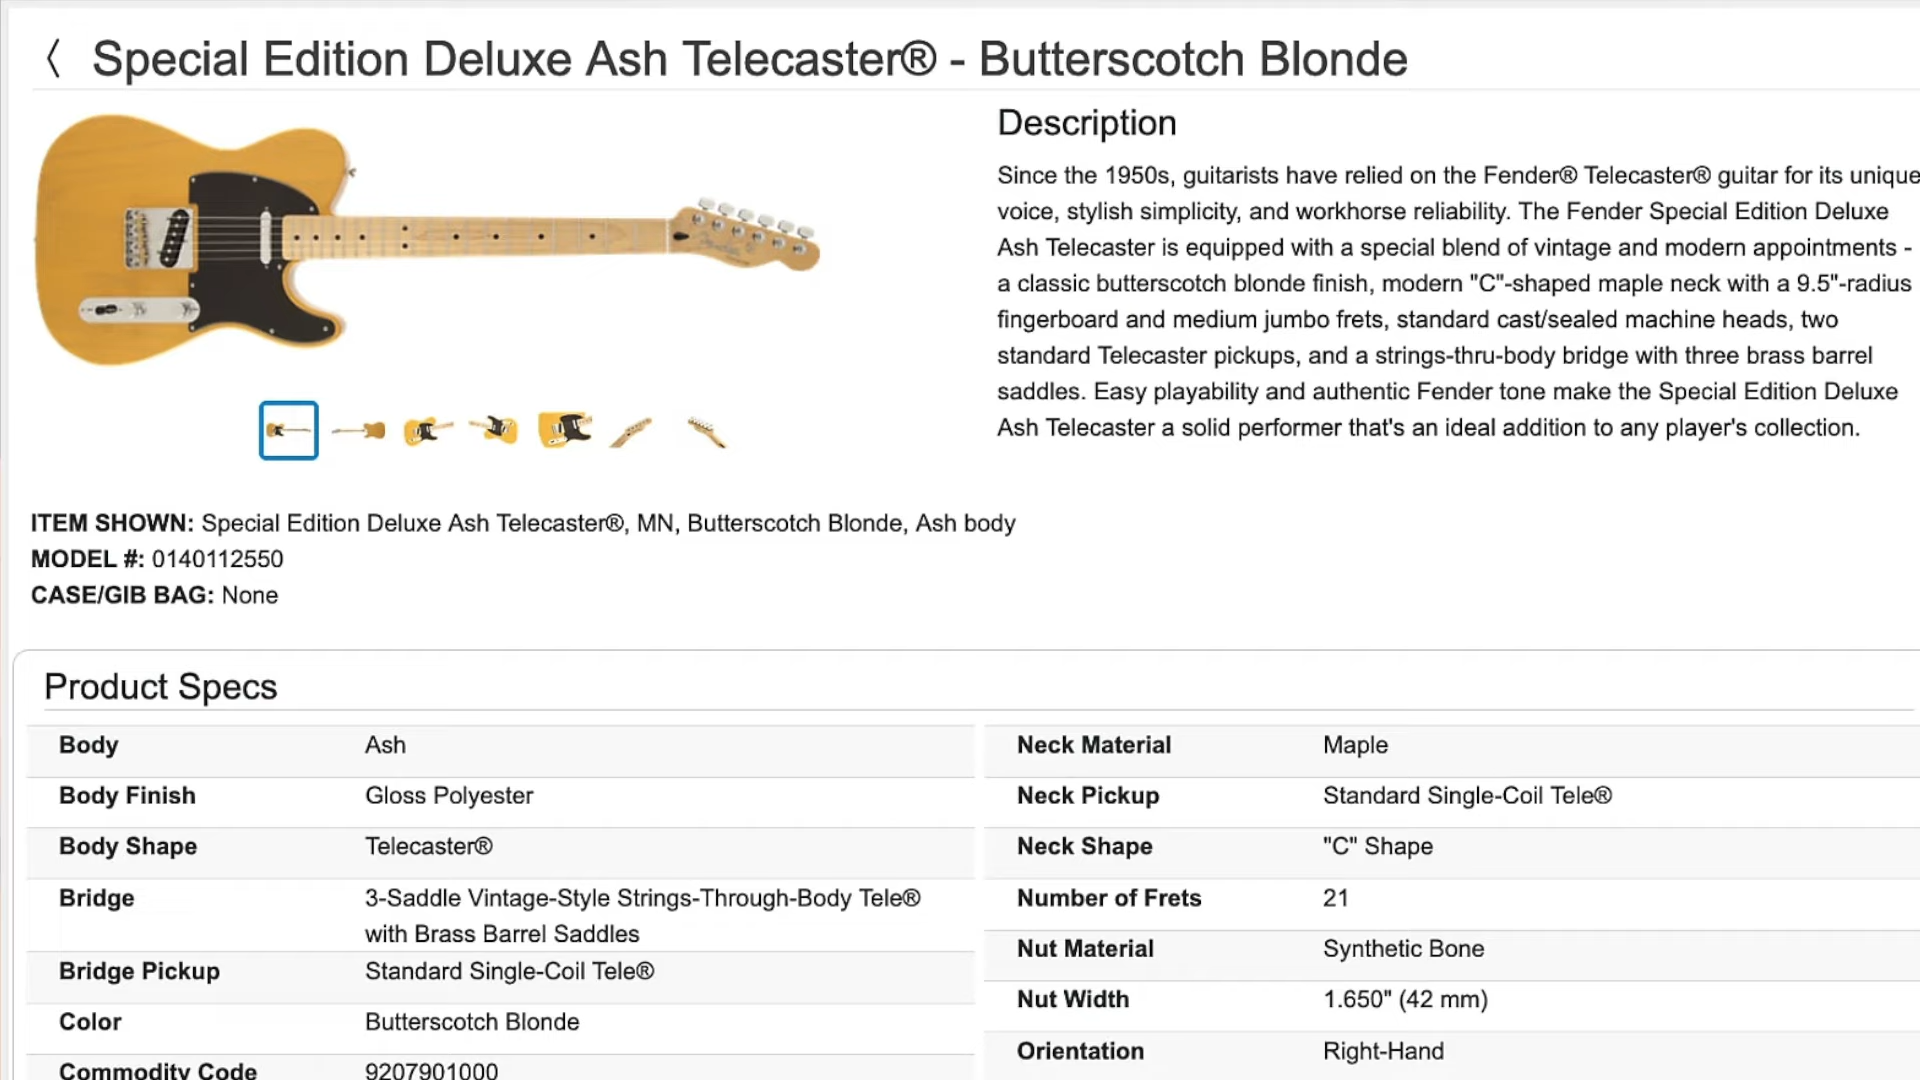 Special Edition Deluxe Ash Telecaster® - Butterscotch Blonde
Description
Since the 1950s, guitarists have relied on the Fender® Telecaster® guitar for its unique
voice, stylish simplicity, and workhorse reliability. The Fender Special Edition Deluxe
Ash Telecaster is equipped with a special blend of vintage and modern appointments -
a classic butterscotch blonde finish, modern "C"-shaped maple neck with a 9.5"-radius
fingerboard and medium jumbo frets, standard cast/sealed machine heads, two
standard Telecaster pickups, and a strings-thru-body bridge with three brass barrel
saddles. Easy playability and authentic Fender tone make the Special Edition Deluxe
Ash Telecaster a solid performer that's an ideal addition to any player's collection.
ITEM SHOWN: Special Edition Deluxe Ash Telecaster®, MN, Butterscotch Blonde, Ash body
MODEL #: 0140112550
CASE/GIB BAG: None
Product Specs
Body Ash
Body Finish Gloss Polyester
Body Shape Telecaster®
Bridge 3-Saddle Vintage-Style Strings-Through-Body Tele®
with Brass Barrel Saddles
Bridge Pickup Standard Single-Coil Tele®
Color Butterscotch Blonde
Commodity Code 9207901000
Neck Material Maple
Neck Pickup Standard Single-Coil Tele®
Neck Shape "C" Shape
Number of Frets 21
Nut Material Synthetic Bone
Nut Width 1.650" (42 mm)
Orientation Right-Hand